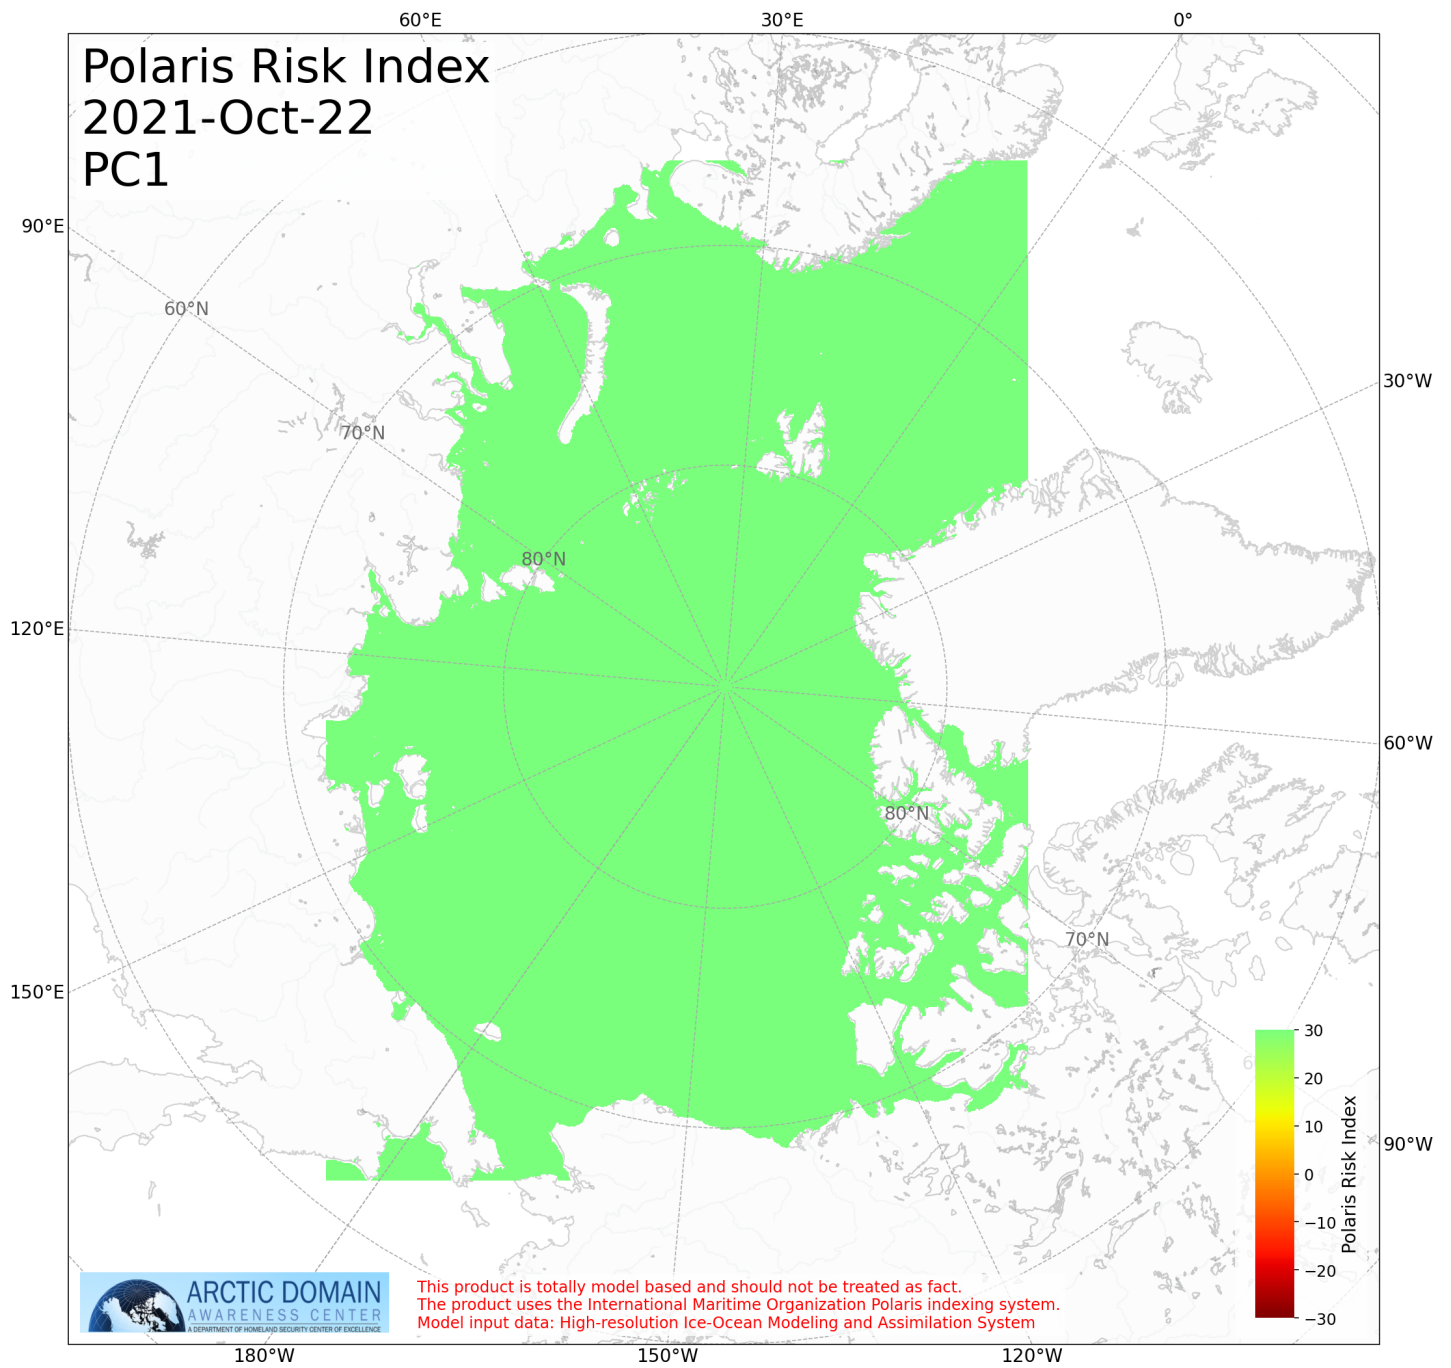 60°E 30°E 0°
Polaris Risk Index
2021-Oct-22
PC1
90°E
60°N
30°W
70°N
80°N
120°E
60°W
80°N
70°N
150°E
30
20
10
0
−10
−20
−30
Polaris Risk Index
90°W
ARCTIC DOMAIN
AWARENESS CENTER
A DEPARTMENT OF HOMELAND SECURITY CENTER OF EXCELLENCE
This product is totally model based and should not be treated as fact.
The product uses the International Maritime Organization Polaris indexing system.
Model input data: High-resolution Ice-Ocean Modeling and Assimilation System
180°W 150°W 120°W